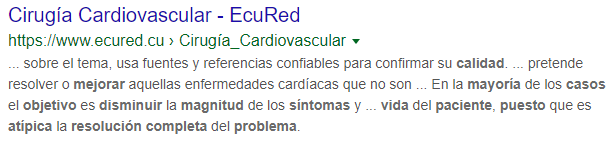 Cirugía Cardiovascular - EcuRed
https://www.ecured.cu › Cirugía_Cardiovascular
... sobre el tema, usa fuentes y referencias confiables para confirmar su calidad. ... pretende
resolver o mejorar aquellas enfermedades cardíacas que no son ... En la mayoría de los casos
el objetivo es disminuir la magnitud de los síntomas y ... vida del paciente, puesto que es
atípica la resolución completa del problema.